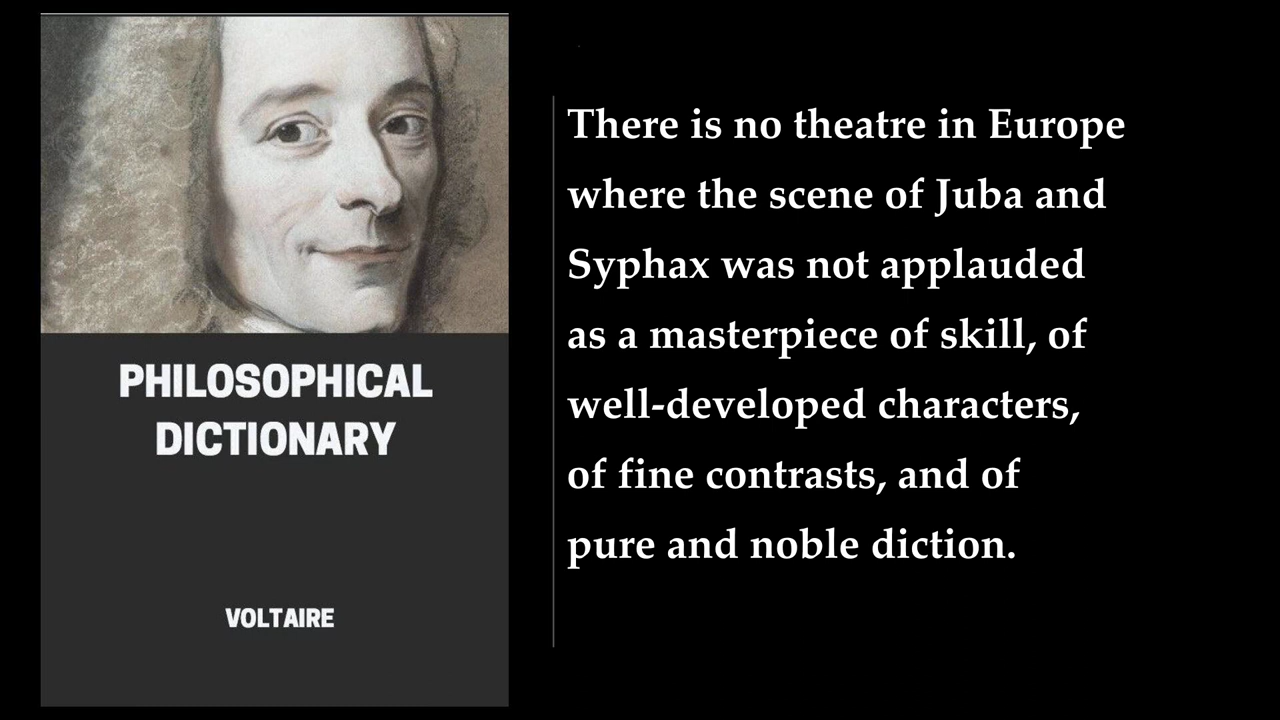 PHILOSOPHICAL
DICTIONARY
VOLTAIRE
There is no theatre in Europe
where the scene of Juba and
Syphax was not applauded
as a masterpiece of skill, of
well-developed characters,
of fine contrasts, and of
pure and noble diction.